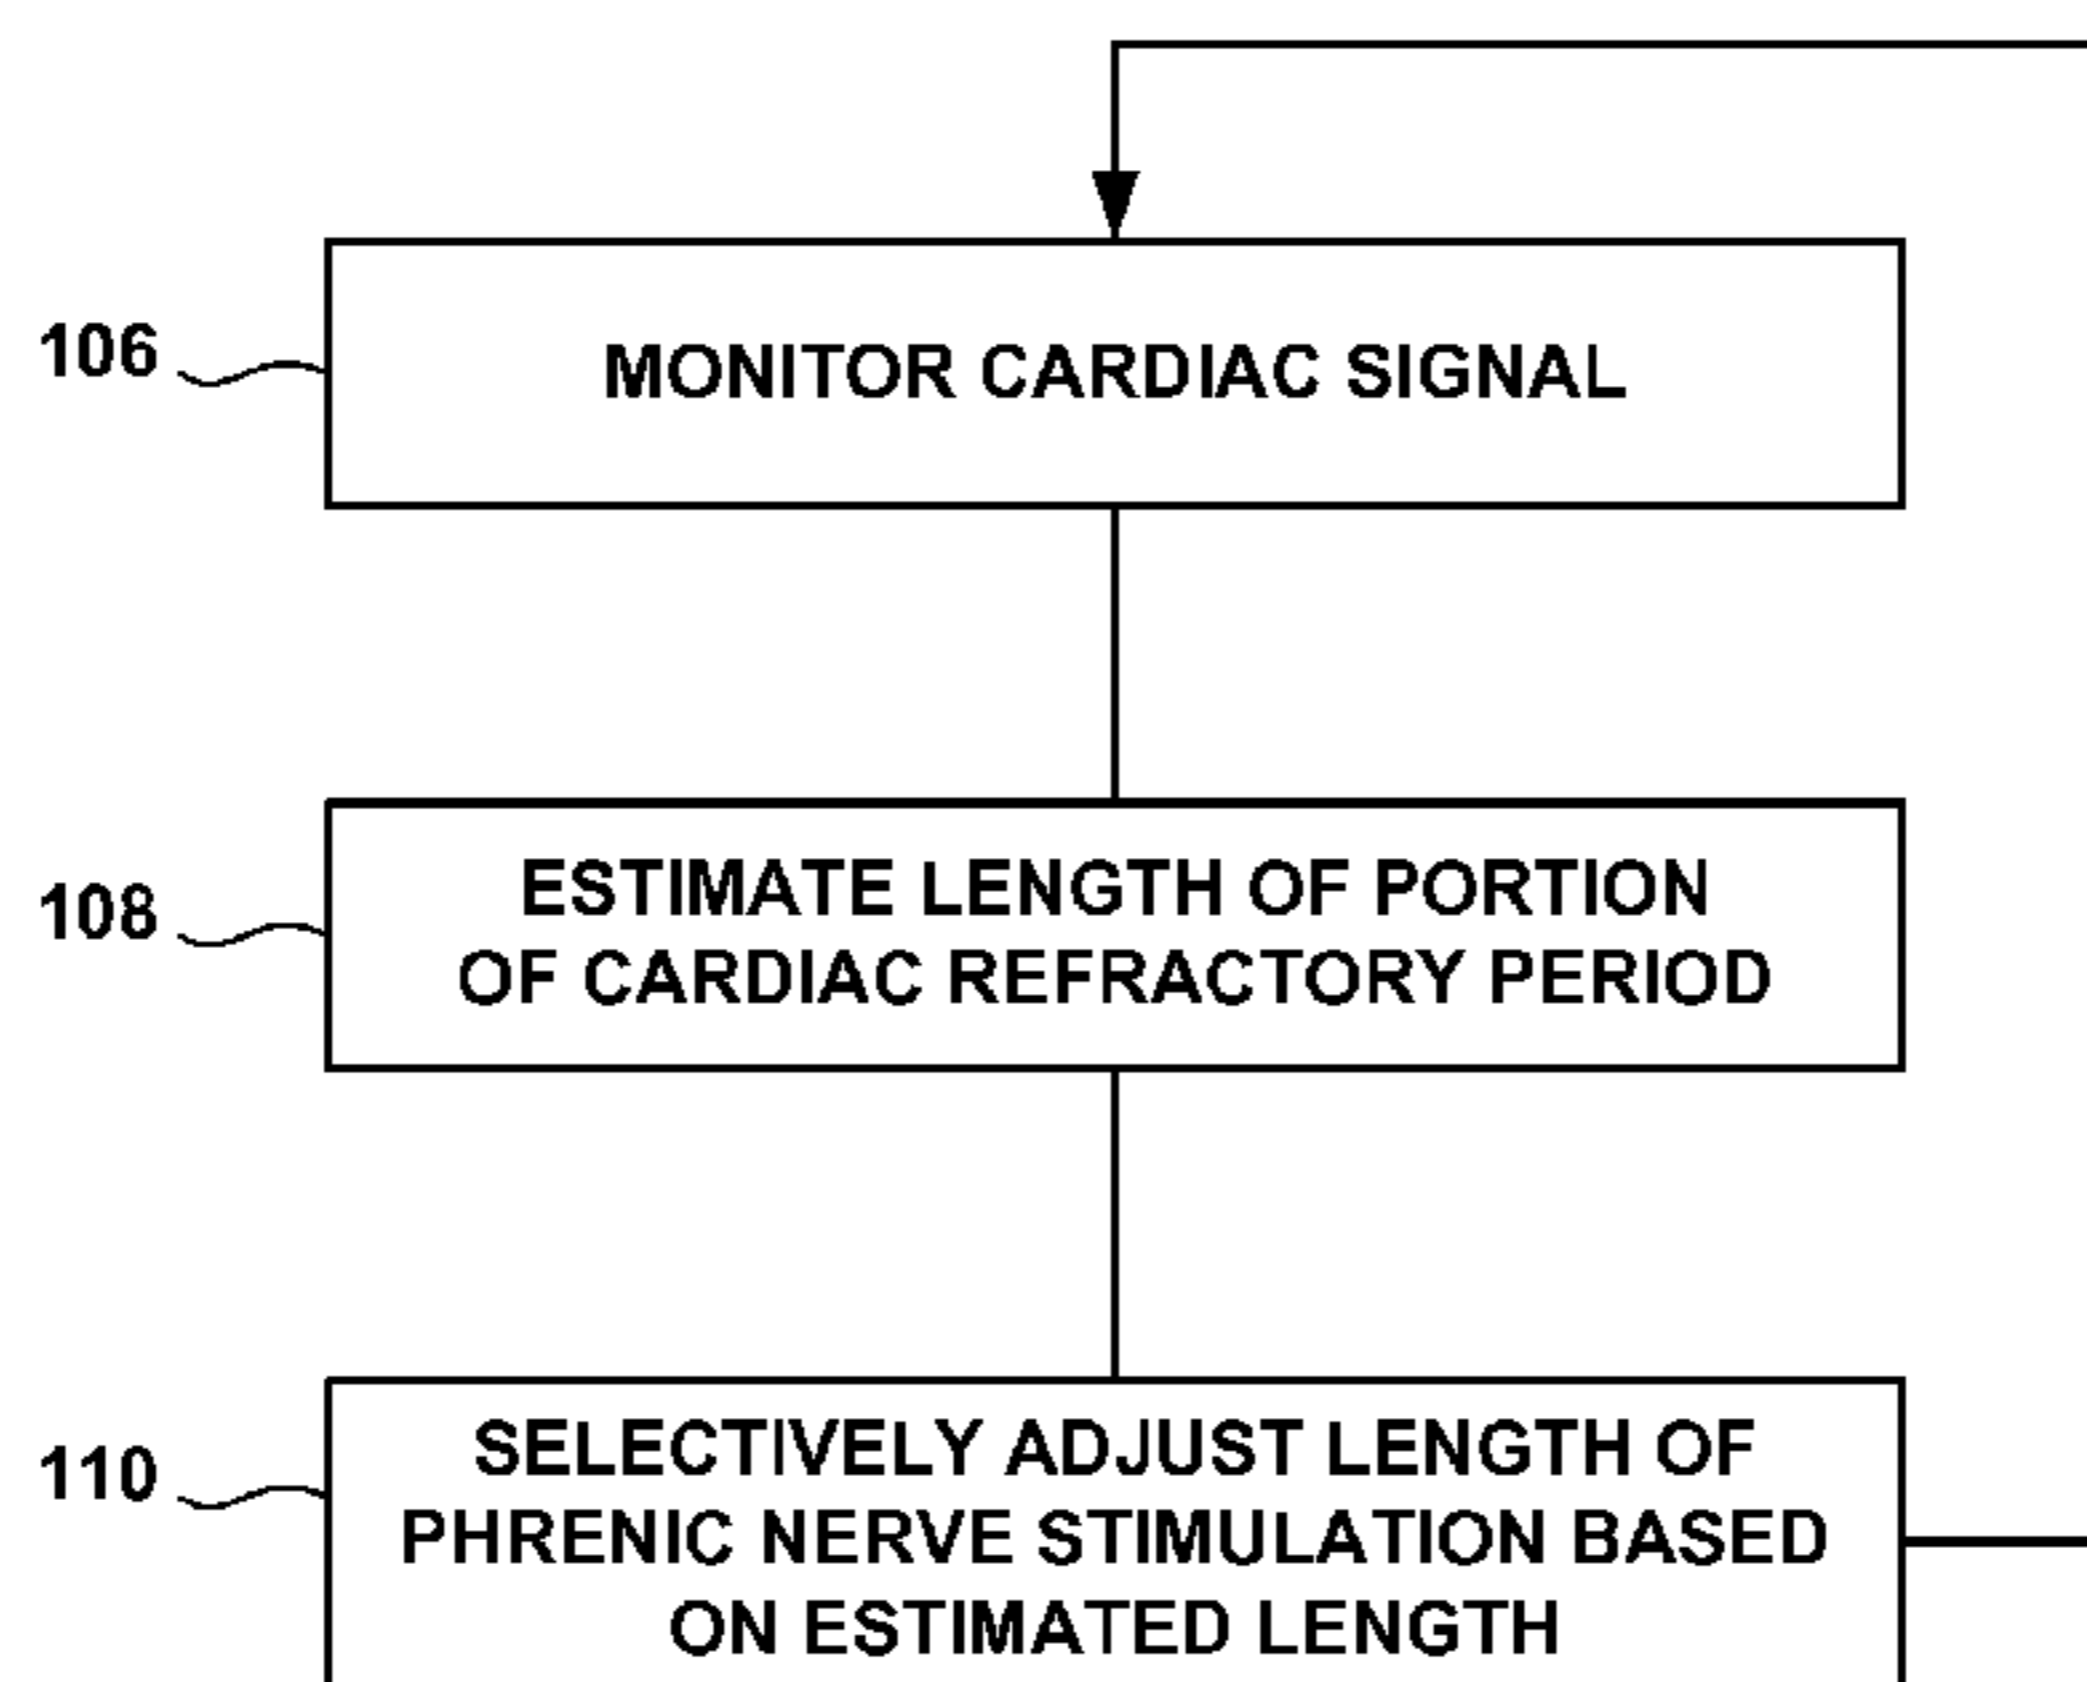 106
MONITOR CARDIAC SIGNAL
108
ESTIMATE LENGTH OF PORTION
OF CARDIAC REFRACTORY PERIOD
110
SELECTIVELY ADJUST LENGTH OF
PHRENIC NERVE STIMULATION BASED
ON ESTIMATED LENGTH